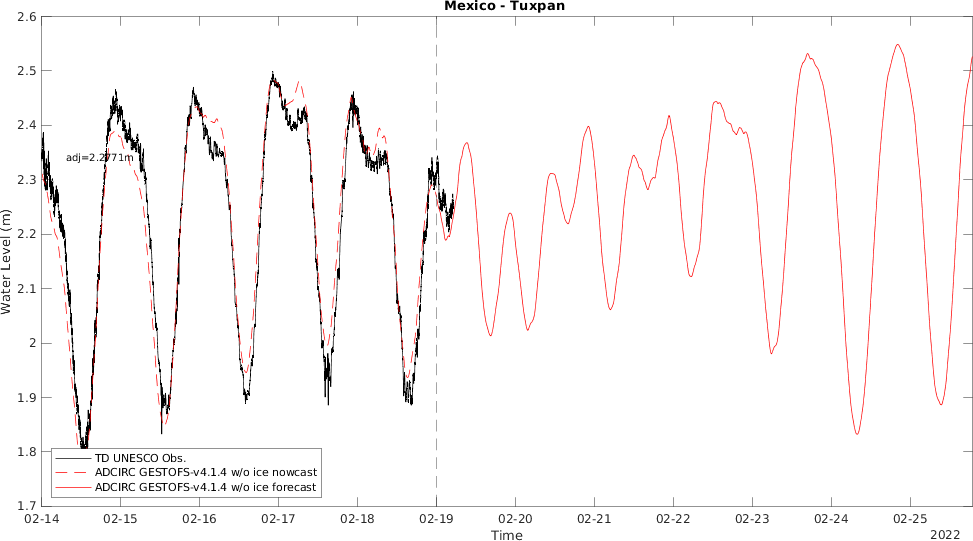 Mexico - Tuxpan
2.6
2.5
2.4
2.3
2.2
2.1
2
1.9
1.8
1.7
Water Level (m)
adj=2.2771m
TD UNESCO Obs.
ADCIRC GESTOFS-v4.1.4 w/o ice nowcast
ADCIRC GESTOFS-v4.1.4 w/o ice forecast
02-14 02-15 02-16 02-17 02-18 02-19 02-20 02-21 02-22 02-23 02-24 02-25
Time
2022